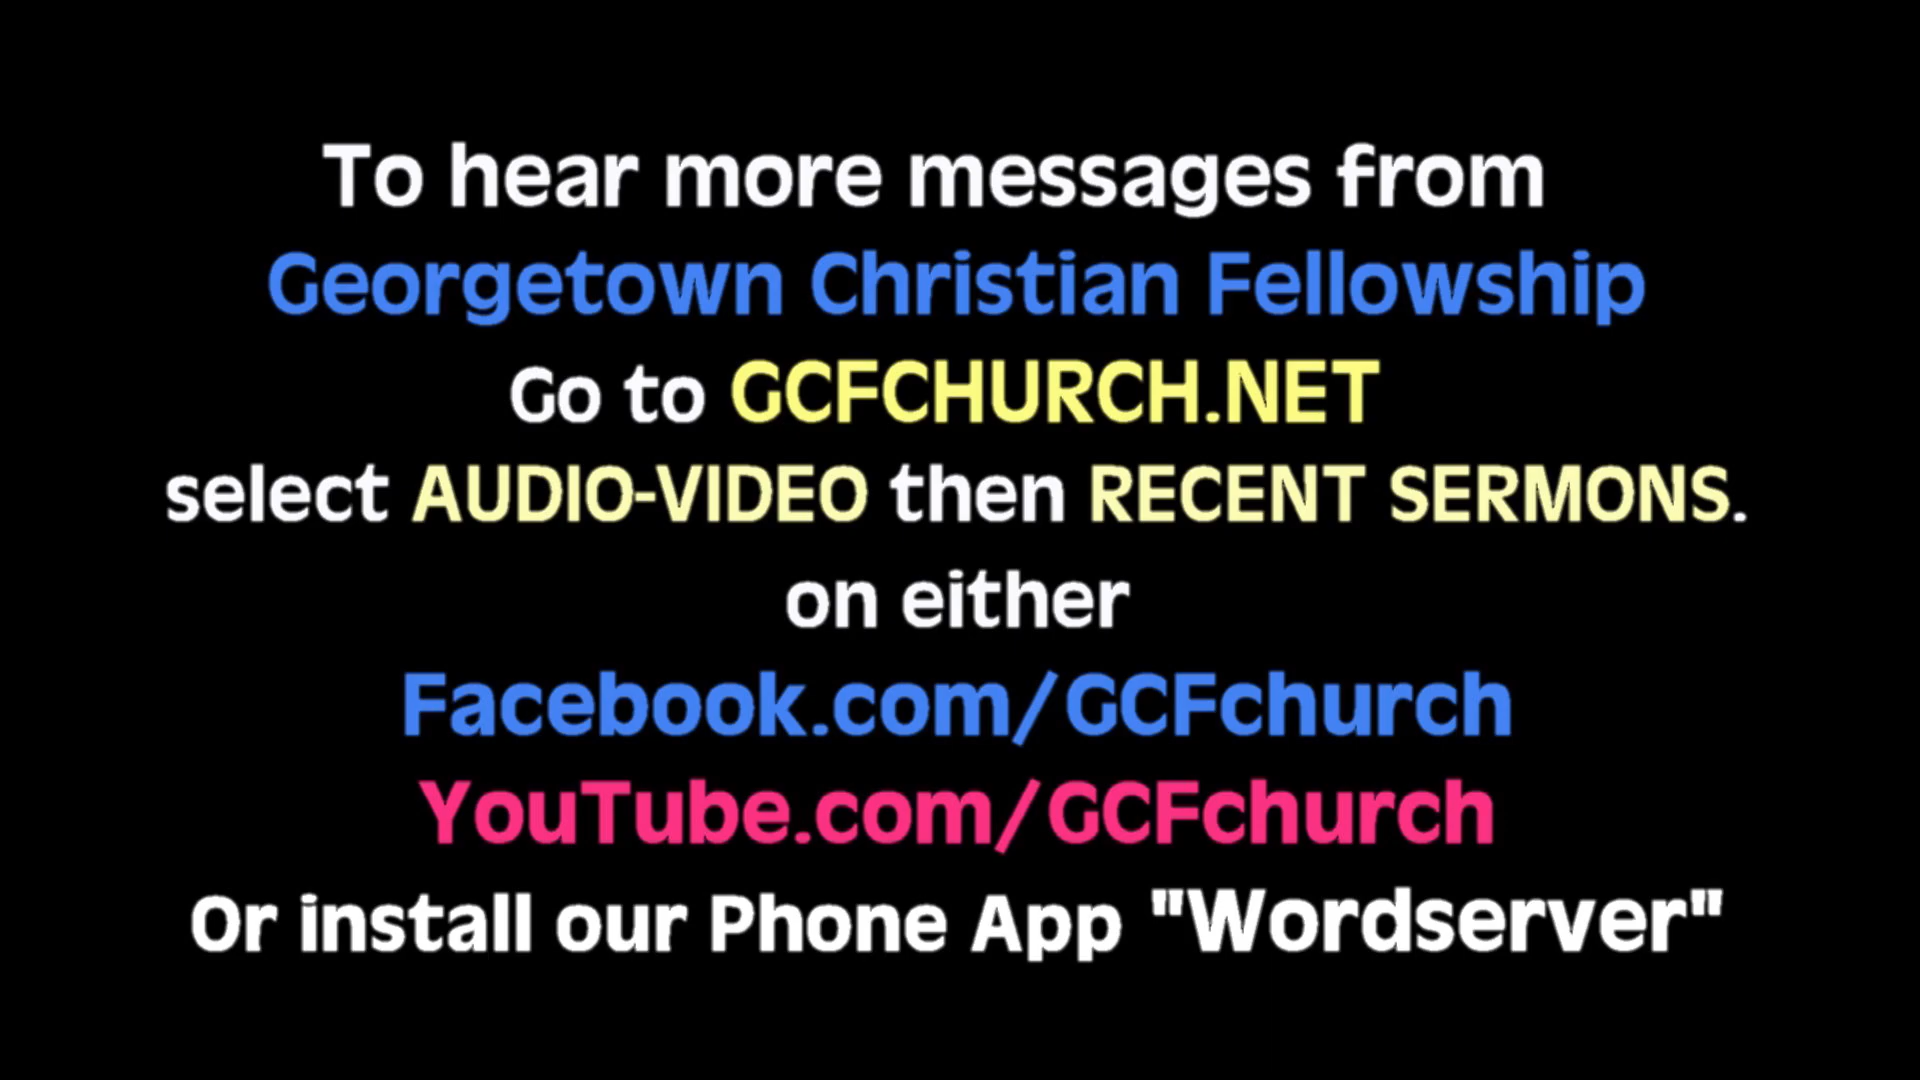 To hear more messages from
Georgetown Christian Fellowship
Go to GCFCHURCH.NET
select AUDIO-VIDEO then RECENT SERMONS.
on either
Facebook.com/GCFchurch
YouTube.com/GCFchurch
Or install our Phone App "Wordserver"